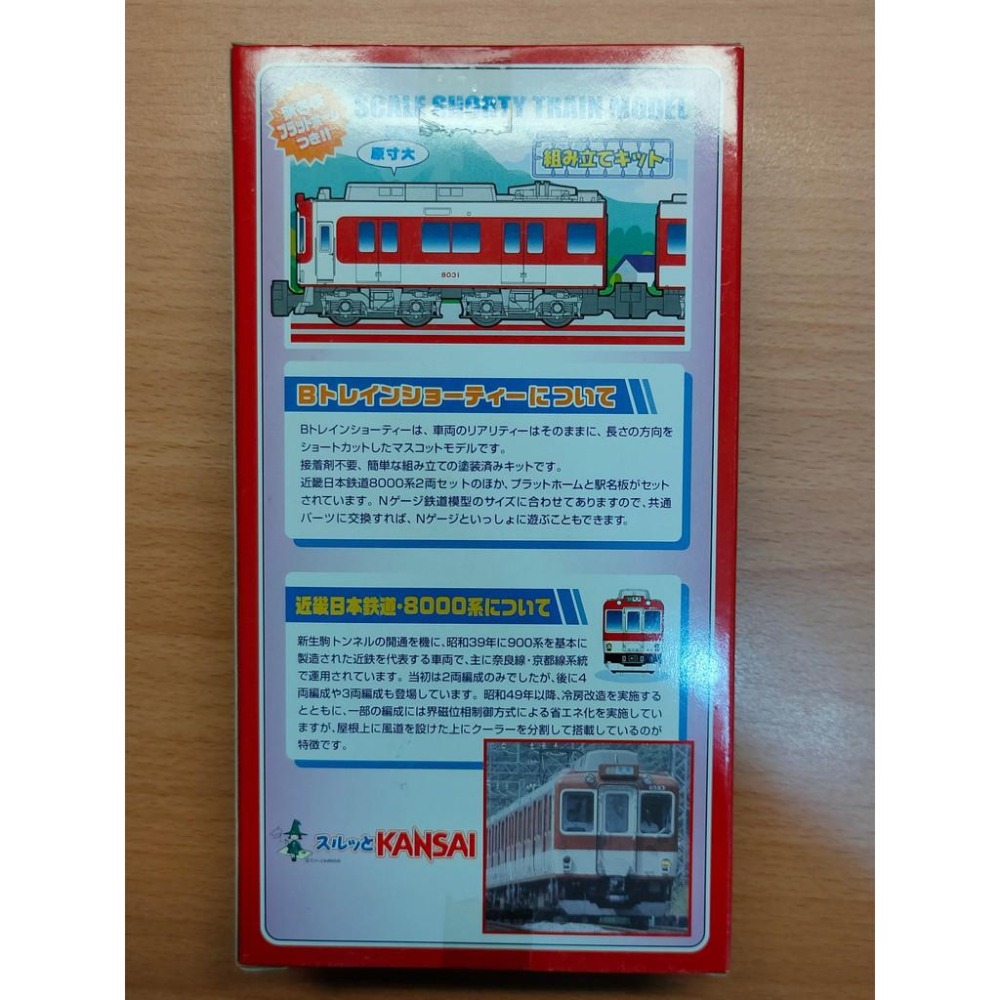 SCALE SHORTY TRAIN MODEL
プラットホーム
つき!!
原寸大
組み立てキット
8031
Bトレインショーティーについて
Bトレインショーティーは、車両のリアリティーはそのままに、長さの方向を
ショートカットしたマスコットモデルです。
接着剤不要、簡単な組み立ての塗装済みキットです。
近畿日本鉄道8000系2両セットのほか、プラットホームと駅名板がセット
されています。Nゲージ鉄道模型のサイズに合わせてありますので、共通
パーツに交換すれば、Nゲージといっしょに遊ぶこともできます。
近畿日本鉄道・8000系について
新生駒トンネルの開通を機に、昭和39年に900系を基本に
製造された近鉄を代表する車両で、主に奈良線・京都線系統
で運用されています。当初は2両編成のみでしたが、後に4
両編成や3両編成も登場しています。昭和49年以降、冷房改造を実施する
とともに、一部の編成には界磁位相制御方式による省エネ化を実施してい
ますが、屋根上に風道を設けた上にクーラーを分割して搭載しているのが
特徴です。
スルッとKANSAI